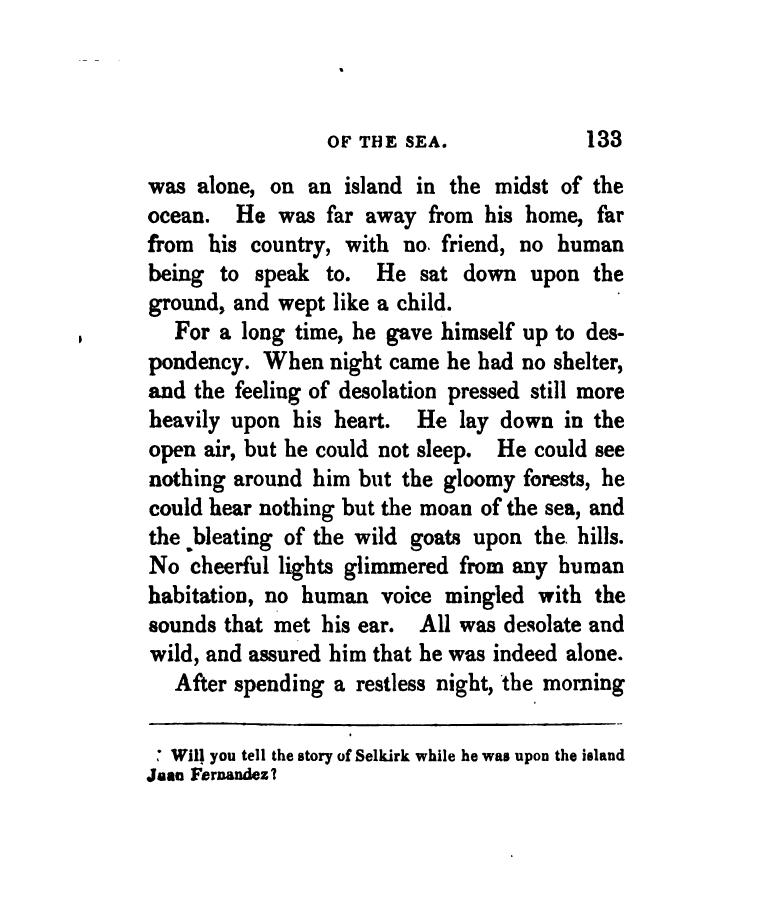 OF THE SEA. 133
was alone, on an island in the midst of the
ocean. He was far away from his home, far
from his country, with no friend, no human
being to speak to. He sat down upon the
ground, and wept like a child.
For a long time, he gave himself up to des-
pondency. When night came he had no shelter,
and the feeling of desolation pressed still more
heavily upon his heart. He lay down in the
open air, but he could not sleep. He could see
nothing around him but the gloomy forests, he
could hear nothing but the moan of the sea, and
the bleating of the wild goats upon the hills.
No cheerful lights glimmered from any human
habitation, no human voice mingled with the
sounds that met his ear. All was desolate and
wild, and assured him that he was indeed alone.
After spending a restless night, the morning
Will you tell the story of Selkirk while he was upon the island
Juan Fernandez?